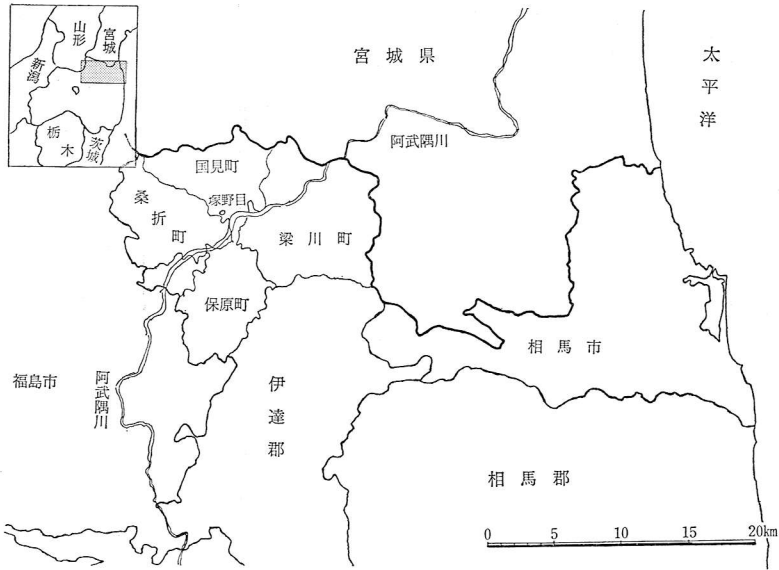 山形
宮城
新潟
栃木
茨城
宮城県
太平洋
阿武隈川
国見町
塚野目
桑折町
梁川町
保原町
相馬市
福島市
阿武隈川
伊達郡
相馬郡
0 5 10 15 20km